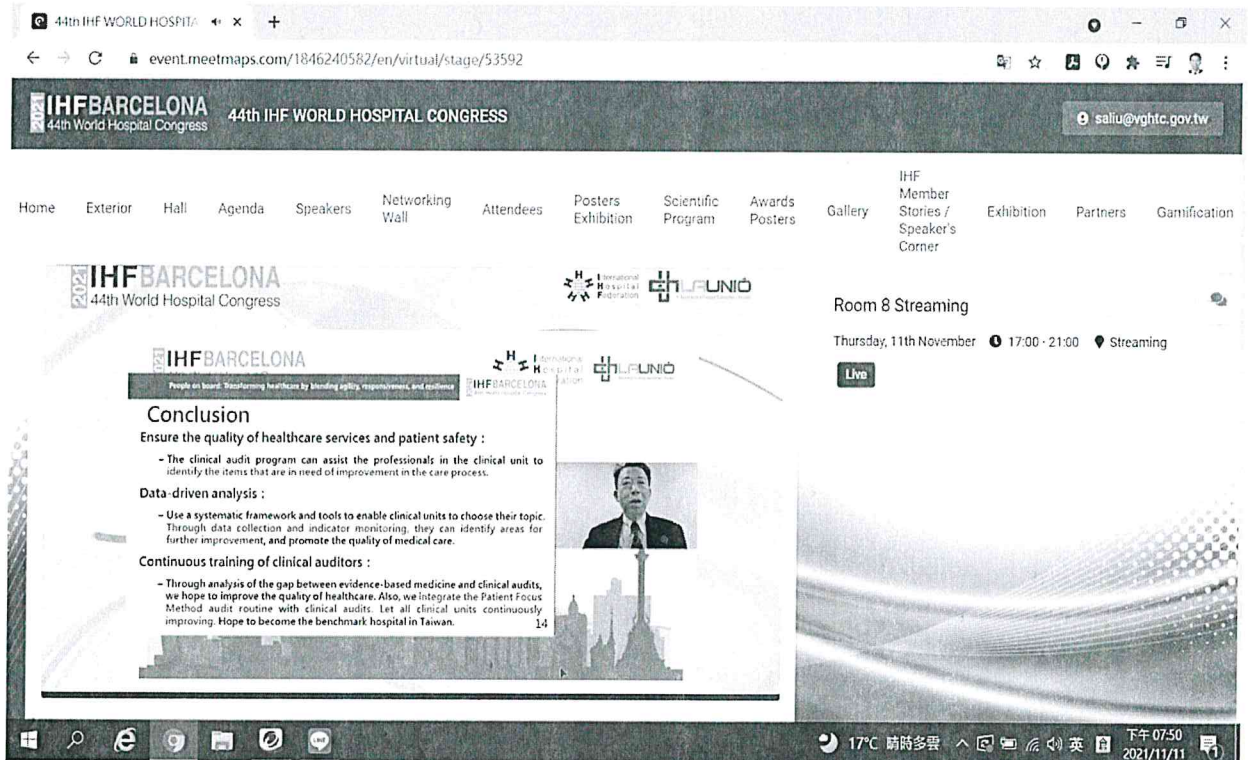 44th IHF WORLD HOSPIT
event.meetmaps.com/1846240582/en/virtual/stage/53592
2021 IHFBARCELONA
44th World Hospital Congress
44th IHF WORLD HOSPITAL CONGRESS
saliu@vghtc.gov.tw
Home Exterior Hall Agenda Speakers Networking Wall Attendees Posters Exhibition Scientific Program Awards Posters Gallery IHF Member Stories / Speaker's Corner Exhibition Partners Gamification
2021 IHFBARCELONA
44th World Hospital Congress
International Hospital Federation
LA UNIÓ
Room 8 Streaming
Thursday, 11th November 17:00 - 21:00 Streaming
Live
IHFBARCELONA
LA UNIÓ
People on board: Transforming healthcare by blending agility, responsiveness, and resilience
IHFBARCELONA
Conclusion
Ensure the quality of healthcare services and patient safety :
– The clinical audit program can assist the professionals in the clinical unit to
identify the items that are in need of improvement in the care process.
Data-driven analysis :
– Use a systematic framework and tools to enable clinical units to choose their topic.
Through data collection and indicator monitoring, they can identify areas for
further improvement, and promote the quality of medical care.
Continuous training of clinical auditors :
– Through analysis of the gap between evidence-based medicine and clinical audits,
we hope to improve the quality of healthcare. Also, we integrate the Patient Focus
Method audit routine with clinical audits. Let all clinical units continuously
improving. Hope to become the benchmark hospital in Taiwan.
14
LINE
17°C 晴時多雲 英 下午 07:50
2021/11/11
1